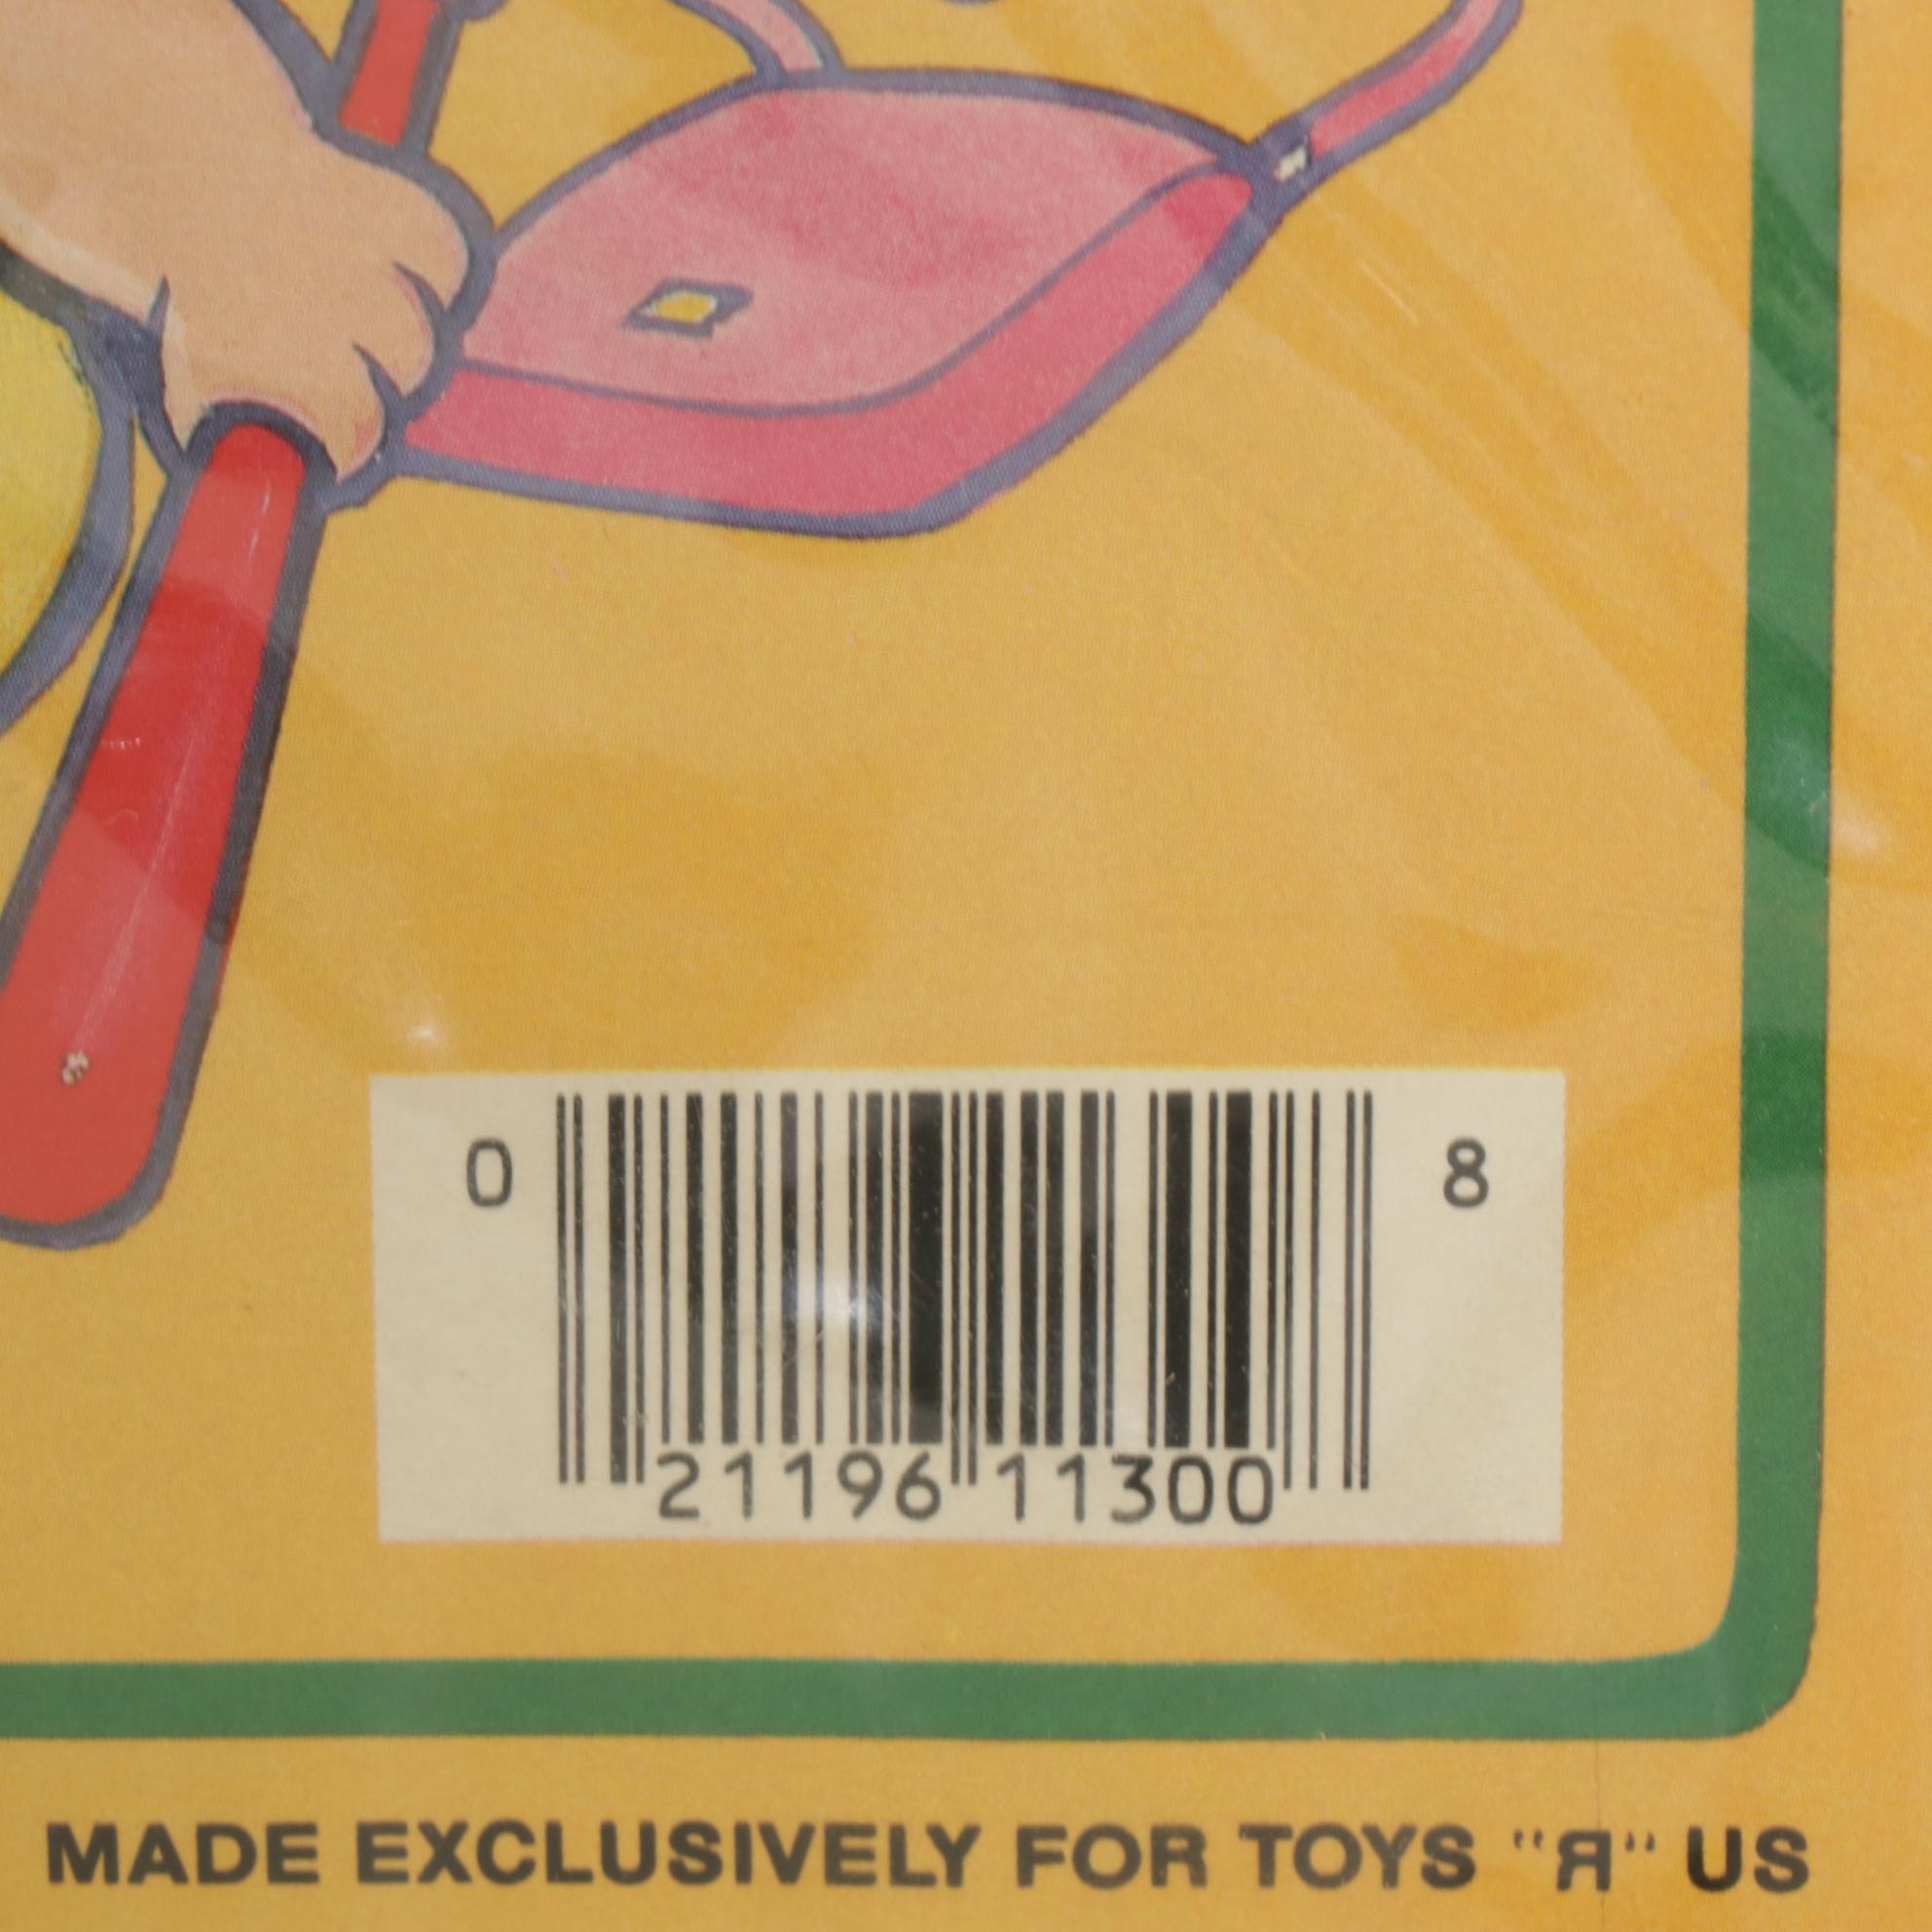 0 8
21196 11300
MADE EXCLUSIVELY FOR TOYS "Я" US